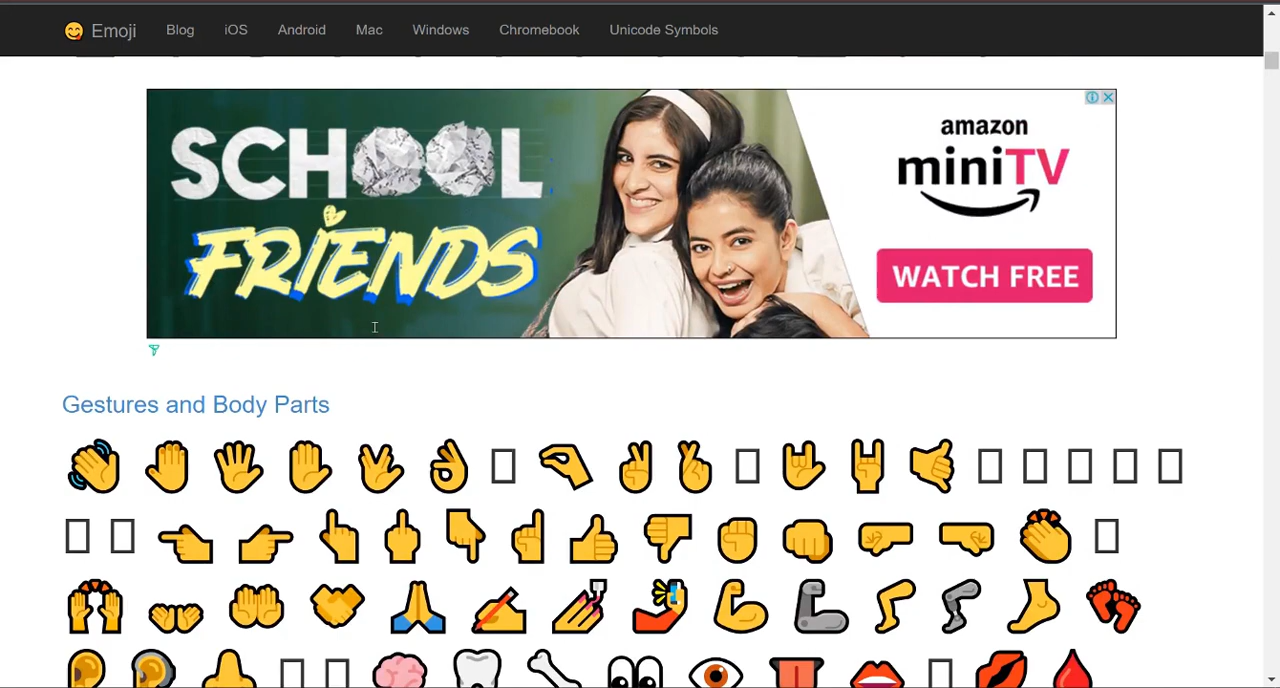 Emoji Blog iOS Android Mac Windows Chromebook Unicode Symbols
SCHOOL
FRIENDS
amazon
miniTV
WATCH FREE
Gestures and Body Parts